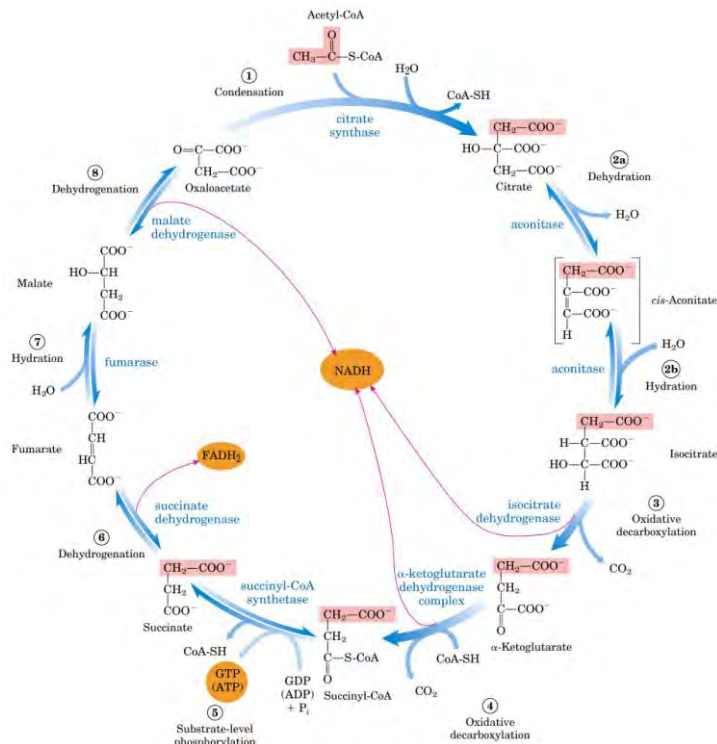 Acetyl-CoA
O
CH₃—C—S-CoA
①
Condensation
H₂O
CoA-SH
citrate
synthase
CH₂—COO⁻
HO—C—COO⁻
CH₂—COO⁻
Citrate
②a
Dehydration
H₂O
aconitase
CH₂—COO⁻
C—COO⁻
C—COO⁻
H
cis-Aconitate
aconitase
H₂O
②b
Hydration
CH₂—COO⁻
H—C—COO⁻
HO—C—COO⁻
H
Isocitrate
isocitrate
dehydrogenase
③
Oxidative
decarboxylation
CO₂
CH₂—COO⁻
CH₂
C—COO⁻
O
α-Ketoglutarate
α-ketoglutarate
dehydrogenase
complex
CoA-SH
CO₂
④
Oxidative
decarboxylation
CH₂—COO⁻
CH₂
C—S-CoA
O
Succinyl-CoA
succinyl-CoA
synthetase
GDP
(ADP)
+ Pᵢ
GTP
(ATP)
CoA-SH
⑤
Substrate-level
phosphorylation
CH₂—COO⁻
CH₂
COO⁻
Succinate
succinate
dehydrogenase
FADH₂
⑥
Dehydrogenation
COO⁻
CH
HC
COO⁻
Fumarate
fumarase
⑦
Hydration
H₂O
COO⁻
HO—CH
CH₂
COO⁻
Malate
malate
dehydrogenase
⑧
Dehydrogenation
O=C—COO⁻
CH₂—COO⁻
Oxaloacetate
NADH